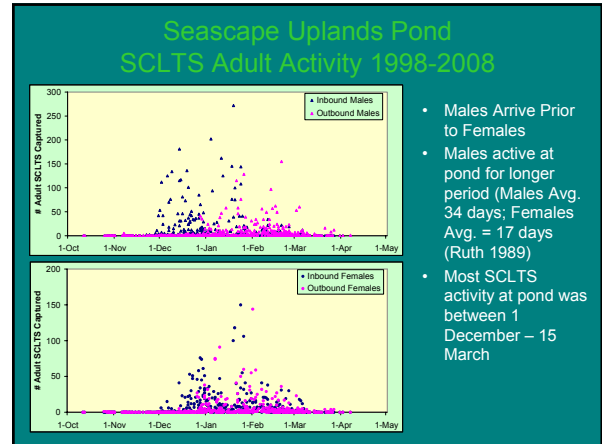 Seascape Uplands Pond
SCLTS Adult Activity 1998-2008
300
250
200
150
100
50
0
# Adult SCLTS Captured
Inbound Males
Outbound Males
1-Oct 1-Nov 1-Dec 1-Jan 1-Feb 1-Mar 1-Apr 1-May
200
150
100
50
0
# Adult SCLTS Captured
Inbound Females
Outbound Females
1-Oct 1-Nov 1-Dec 1-Jan 1-Feb 1-Mar 1-Apr 1-May
• Males Arrive Prior
to Females
• Males active at
pond for longer
period (Males Avg.
34 days; Females
Avg. = 17 days
(Ruth 1989)
• Most SCLTS
activity at pond was
between 1
December – 15
March